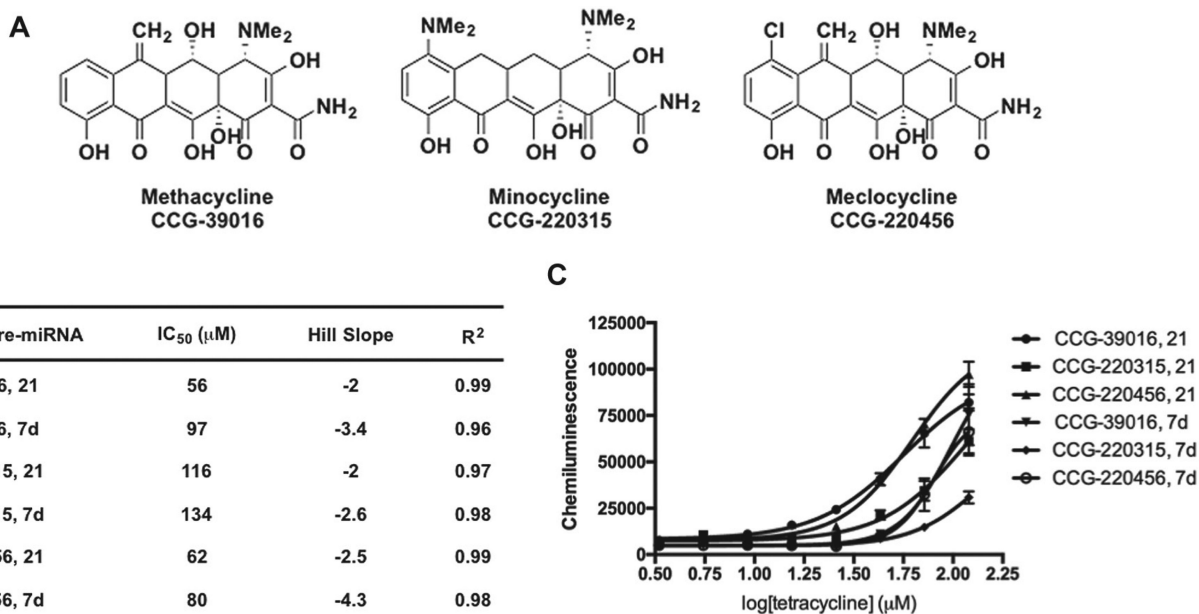 A
CH2 OH NMe2
OH
NH2
OH O OH OH O O
Methacycline
CCG-39016
NMe2 NMe2
OH
NH2
OH O OH OH O O
Minocycline
CCG-220315
Cl CH2 OH NMe2
OH
NH2
OH O OH OH O O
Meclocycline
CCG-220456
re-miRNA IC50 (μM) Hill Slope R2
6, 21 56 -2 0.99
6, 7d 97 -3.4 0.96
5, 21 116 -2 0.97
5, 7d 134 -2.6 0.98
56, 21 62 -2.5 0.99
56, 7d 80 -4.3 0.98
C
Chemiluminescence
125000
100000
75000
50000
25000
0
0.50 0.75 1.00 1.25 1.50 1.75 2.00 2.25
log[tetracycline] (μM)
CCG-39016, 21
CCG-220315, 21
CCG-220456, 21
CCG-39016, 7d
CCG-220315, 7d
CCG-220456, 7d